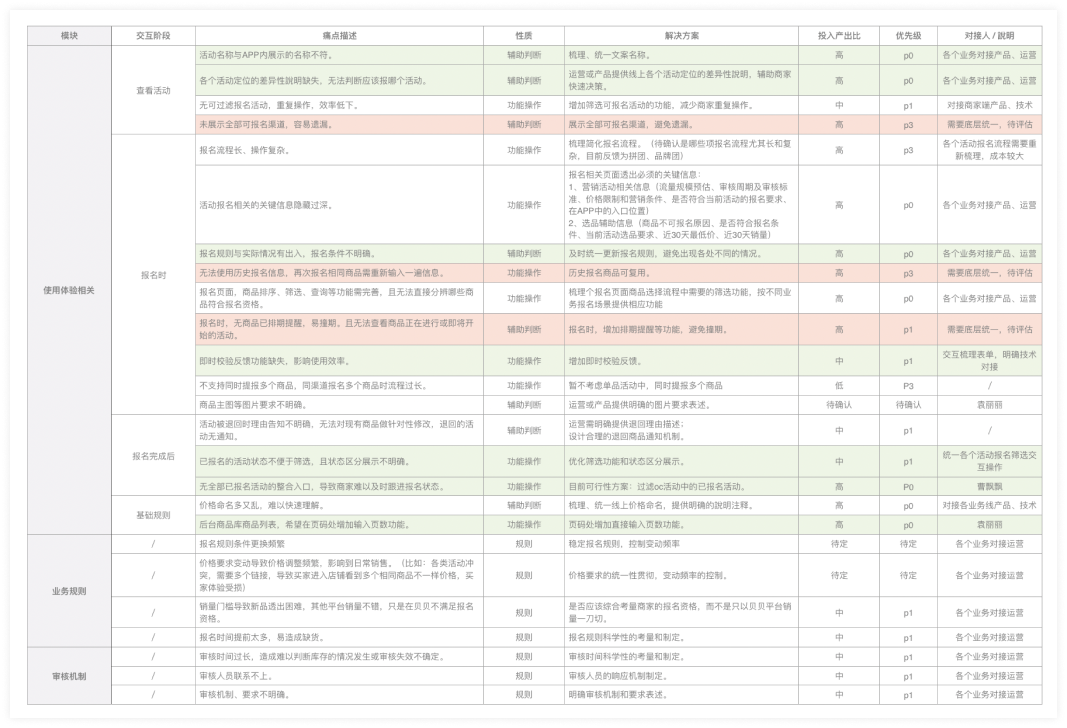 模块 交互阶段 痛点描述 性质 解决方案 投入产出比 优先级 对接人 / 說明
使用体验相关
查看活动
活动名称与APP内展示的名称不符。 辅助判断 梳理、统一文案名称。 高 p0 各个业务对接产品、运营
各个活动定位的差异性說明缺失，无法判断应该报哪个活动。 辅助判断 运营或产品提供线上各个活动定位的差异性說明，辅助商家
快速决策。 高 p0 各个业务对接产品、运营
无可过滤报名活动，重复操作，效率低下。 功能操作 增加筛选可报名活动的功能，减少商家重复操作。 中 p1 对接商家端产品、技术
未展示全部可报名渠道，容易遗漏。 辅助判断 展示全部可报名渠道，避免遗漏。 高 p3 需要底层统一，待评估
报名时
报名流程长、操作复杂。 功能操作 梳理简化报名流程。（待确认是哪些项报名流程尤其长和复
杂，目前反馈为拼团、品牌团） 高 p3 各个活动报名流程需要重
新梳理，成本较大
活动报名相关的关键信息隐藏过深。 功能操作 报名相关页面透出必须的关键信息：
1、营销活动相关信息（流量规模预估、审核周期及审核标
准、价格限制和营销条件、是否符合当前活动的报名要求、
在APP中的入口位置）
2、选品辅助信息（商品不可报名原因、是否符合报名条
件、当前活动选品要求、近30天最低价、近30天销量） 高 p0 各个业务对接产品、运营
报名规则与实际情况有出入、报名条件不明确。 辅助判断 及时统一更新报名规则，避免出现各处不同的情况。 高 p0 各个业务对接产品、运营
无法使用历史报名信息，再次报名相同商品需重新输入一遍信息。 功能操作 历史报名商品可复用。 高 p3 需要底层统一，待评估
报名页面，商品排序、筛选、查询等功能需完善，且无法直接分辨哪些商
品符合报名资格。 功能操作 梳理个报名页面商品选择流程中需要的筛选功能，按不同业
务报名场景提供相应功能 高 p0 各个业务对接产品、运营
报名时，无商品已排期提醒，易撞期。且无法查看商品正在进行或即将开
始的活动。 辅助判断 报名时，增加排期提醒等功能，避免撞期。 高 p1 需要底层统一，待评估
即时校验反馈功能缺失、影响使用效率。 功能操作 增加即时校验反馈。 中 p1 交互梳理表单，明确技术
对接
不支持同时提报多个商品，同渠道报名多个商品时流程过长。 功能操作 暂不考虑单品活动中，同时提报多个商品 低 P3 /
商品主图等图片要求不明确。 辅助判断 运营或产品提供明确的图片要求表述。 待确认 待确认 袁丽丽
报名完成后
活动被退回时理由告知不明确，无法对现有商品做针对性修改，退回的活
动无通知。 辅助判断 运营需明确提供退回理由描述；
设计合理的退回商品通知机制。 中 p1 /
已报名的活动状态不便于筛选，且状态区分展示不明确。 功能操作 优化筛选功能和状态区分展示。 中 p1 统一各个活动报名筛选交
互操作
无全部已报名活动的整合入口，导致商家难以及时跟进报名状态。 功能操作 目前可行性方案：过滤oc活动中的已报名活动。 高 P0 曹飘飘
基础规则
价格命名多又乱，难以快速理解。 辅助判断 梳理、统一线上价格命名，提供明确的說明注释。 高 p0 对接各业务线产品、技术
后台商品库商品列表、希望在页码处增加输入页数功能。 功能操作 页码处增加直接输入页数功能。 高 p0 袁丽丽
业务规则
/ 报名规则条件更换频繁 规则 稳定报名规则，控制变动频率 待定 待定 各个业务对接运营
/ 价格要求变动导致价格调整频繁，影响到日常销售。（比如：各类活动冲
突，需要多个链接，导致买家进入店铺看到多个相同商品不一样价格，买
家体验受损） 规则 价格要求的统一性贯彻，变动频率的控制。 待定 待定 各个业务对接运营
/ 销量门槛导致新品透出困难，其他平台销量不错，只是在贝贝不满足报名
资格。 规则 是否应该综合考量商家的报名资格，而不是只以贝贝平台销
量一刀切。 中 p1 各个业务对接运营
/ 报名时间提前太多，易造成缺货。 规则 报名规则科学性的考量和制定。 中 p1 各个业务对接运营
审核机制
/ 审核时间过长，造成难以判断库存的情况发生或审核失效不确定。 规则 审核时间科学性的考量和制定。 中 p1 各个业务对接运营
/ 审核人员联系不上。 规则 审核人员的响应机制制定。 中 p1 各个业务对接运营
/ 审核机制、要求不明确。 规则 明确审核机制和要求表述。 中 p1 各个业务对接运营